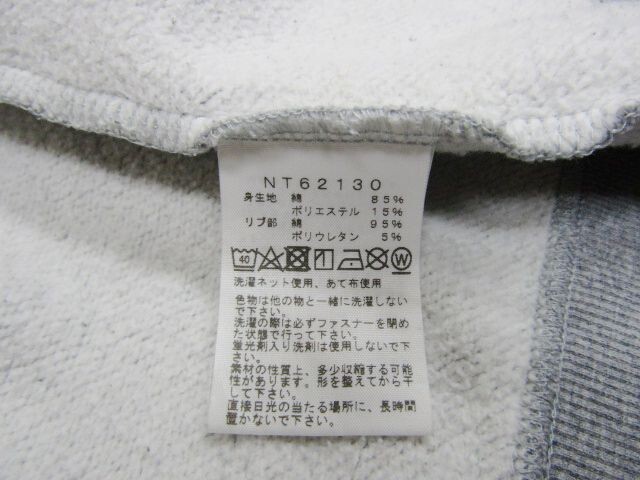 NT62130
身生地 綿 85%
ポリエステル 15%
リブ部 綿 95%
ポリウレタン 5%
40 W
洗濯ネット使用、あて布使用
色物は他の物と一緒に洗濯しない
で下さい。
洗濯の際は必ずファスナーを閉め
た状態で行って下さい。
蛍光剤入り洗剤は使用しないで下
さい。
素材の性質上、多少収縮する可能
性があります。形を整えてから干
して下さい。
直接日光の当たる場所に、長時間
置かないで下さい。